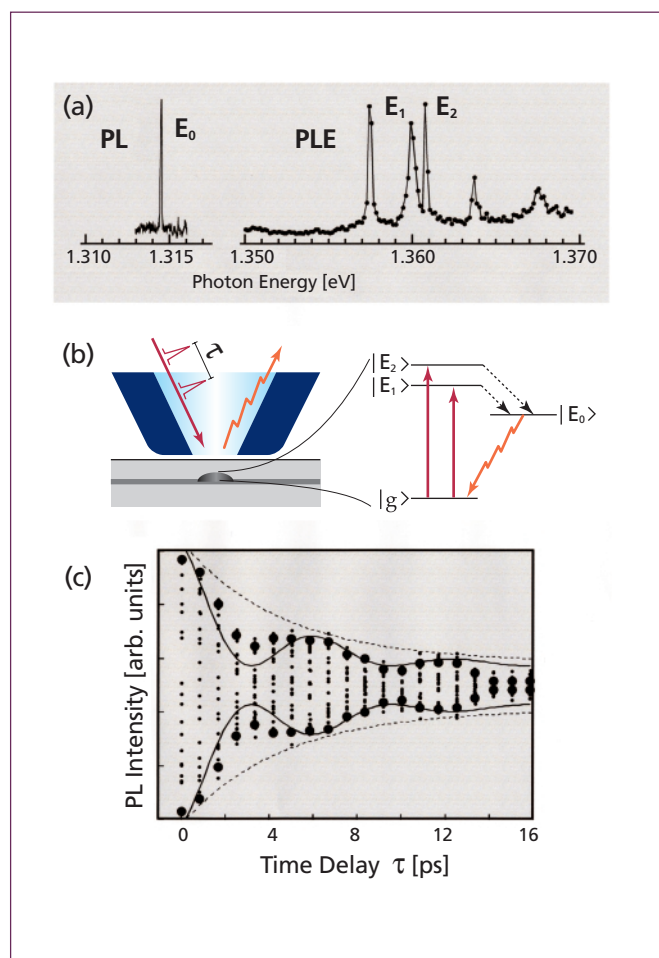 (a)
PL E₀ PLE E₁ E₂
1.310 1.315 1.350 1.360 1.370
Photon Energy [eV]
(b)
τ
|E₂>
|E₁>
|E₀>
|g>
(c)
PL Intensity [arb. units]
0 4 8 12 16
Time Delay τ [ps]